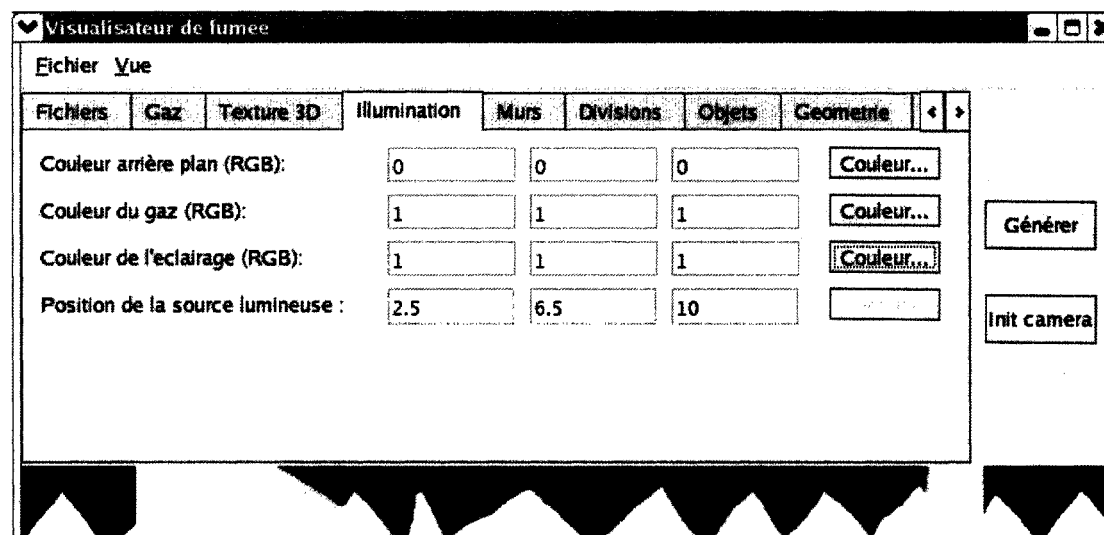 Visualisateur de fumee
Fichier Vue
Fichiers Gaz Texture 3D Illumination Murs Divisions Objets Geometrie
Couleur arrière plan (RGB): 0 0 0 Couleur...
Couleur du gaz (RGB): 1 1 1 Couleur...
Générer
Couleur de l'eclairage (RGB): 1 1 1 Couleur...
Position de la source lumineuse : 2.5 6.5 10
Init camera